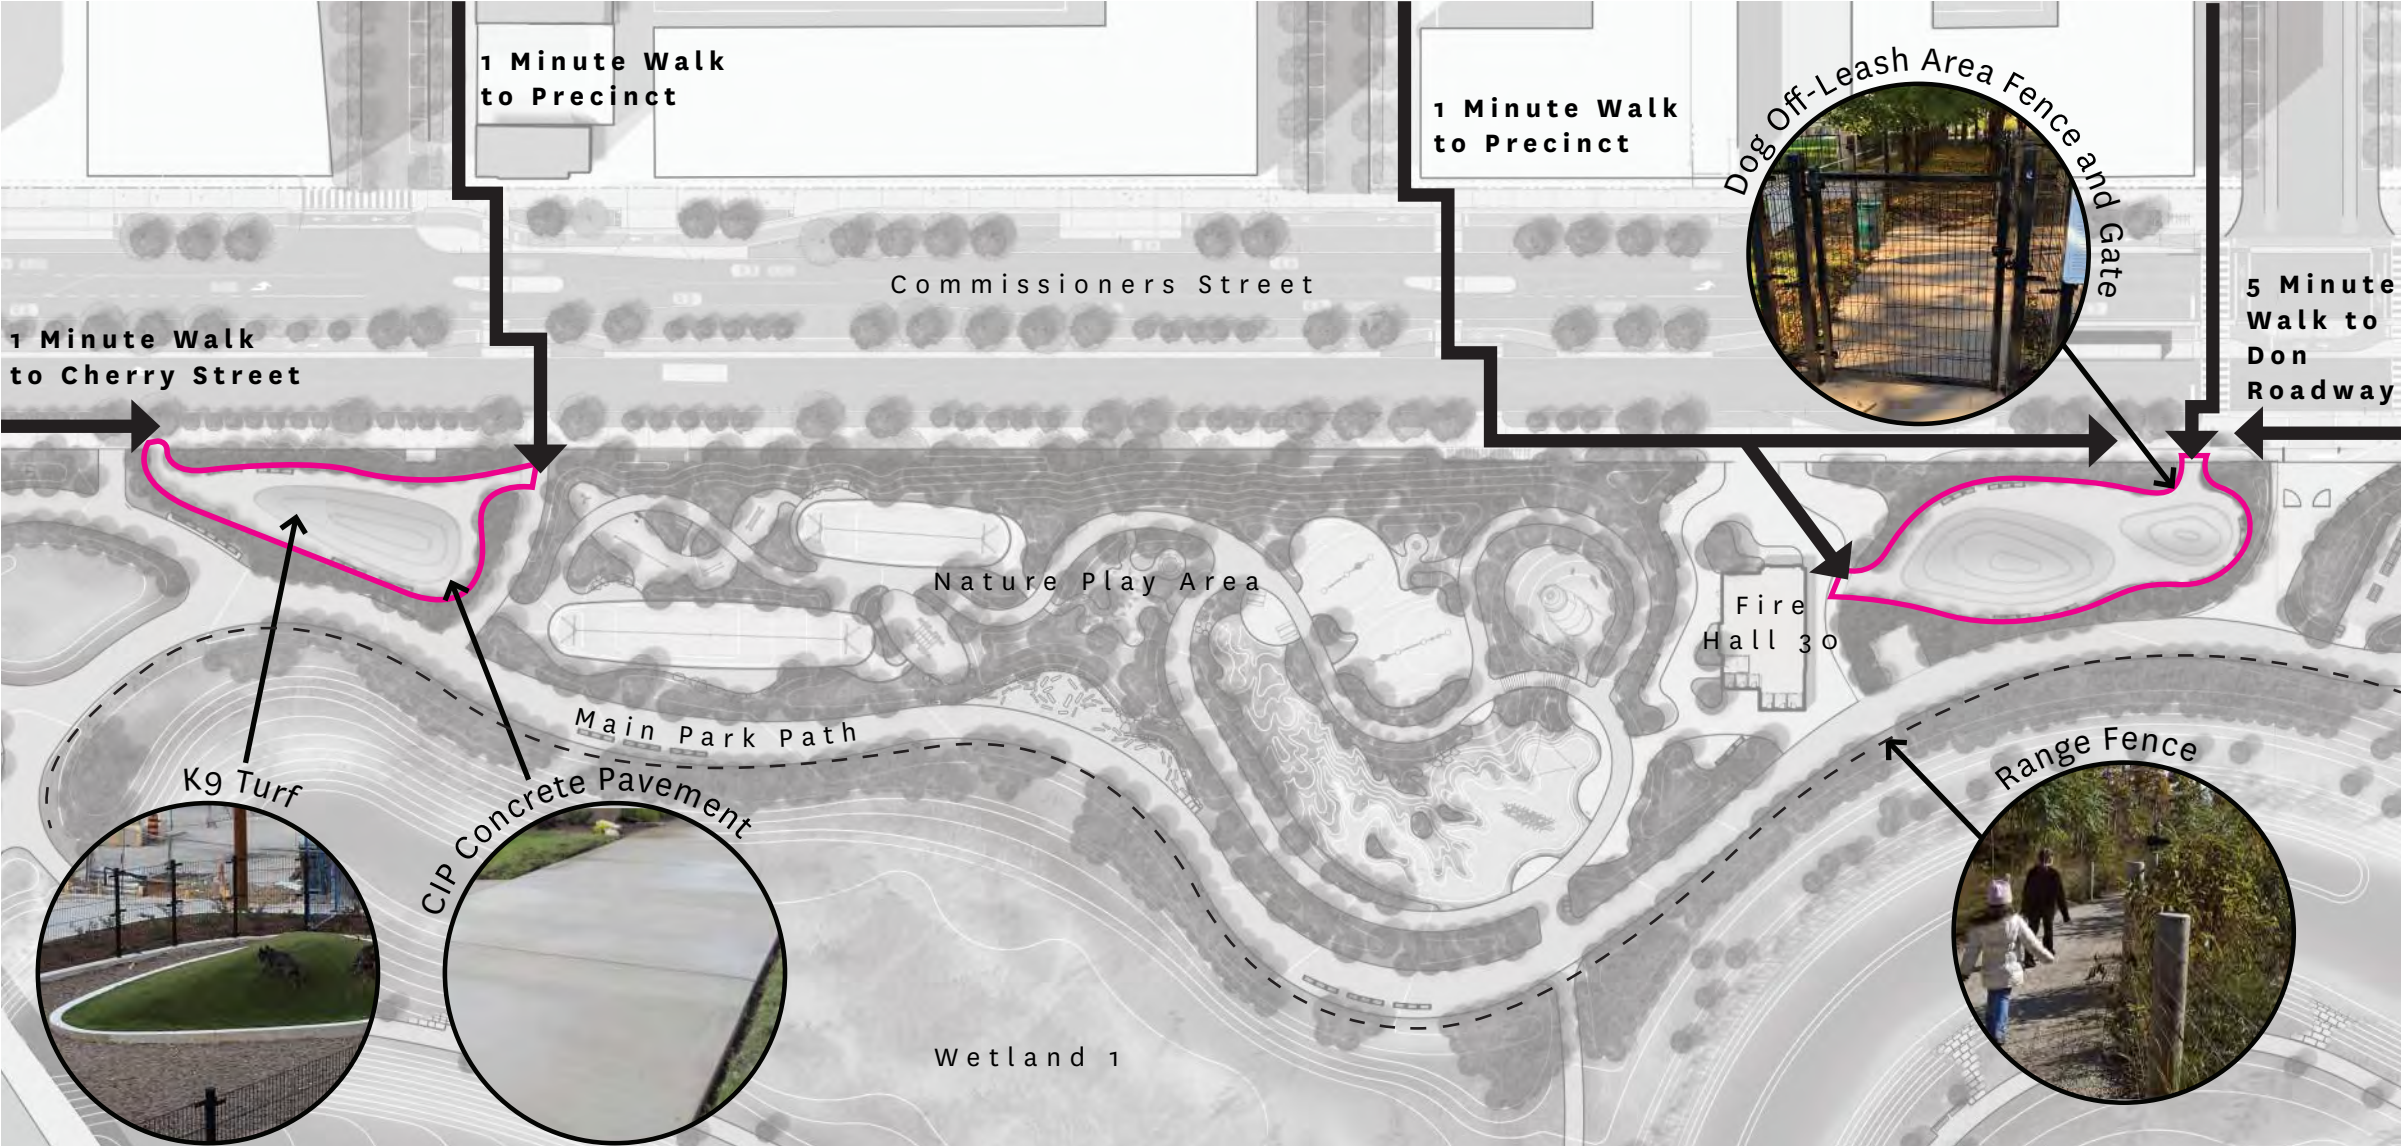 1 Minute Walk
to Precinct
1 Minute Walk
to Precinct
Dog Off-Leash Area Fence and Gate
Commissioners Street
5 Minute
Walk to
Don
Roadway
1 Minute Walk
to Cherry Street
Nature Play Area
Fire
Hall 30
Main Park Path
Range Fence
K9 Turf
CIP Concrete Pavement
Wetland 1